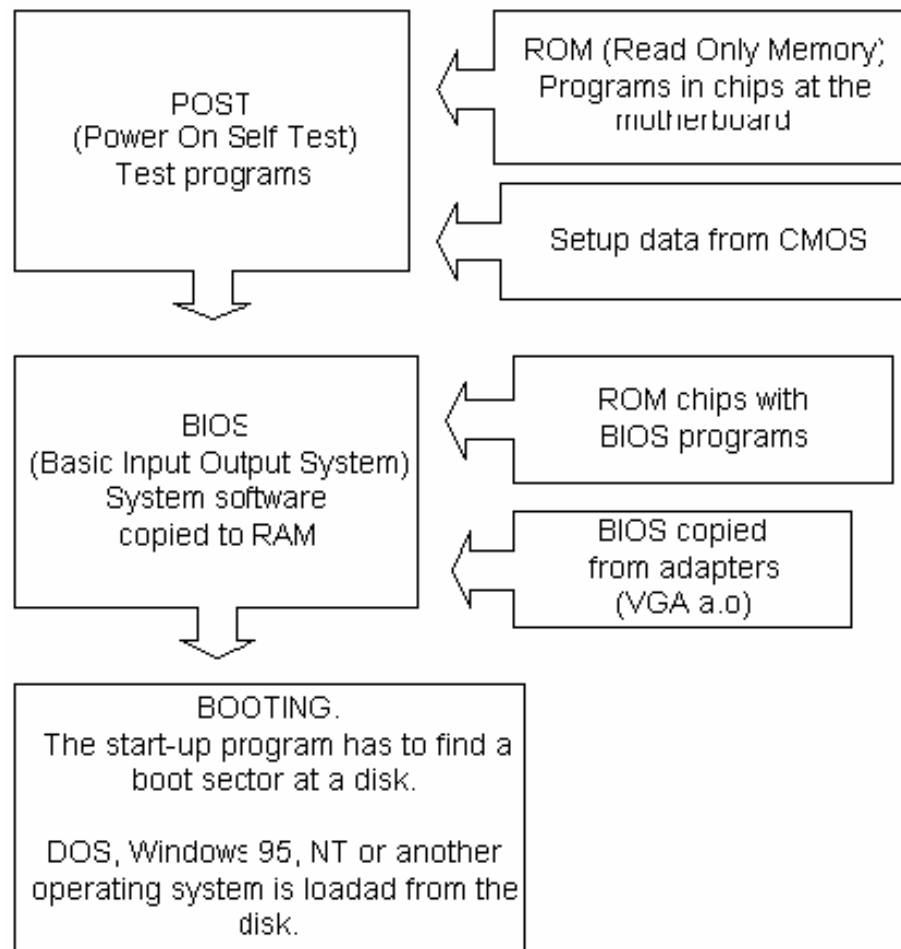 POST
(Power On Self Test)
Test programs
ROM (Read Only Memory)
Programs in chips at the
motherboard
Setup data from CMOS
BIOS
(Basic Input Output System)
System software
copied to RAM
ROM chips with
BIOS programs
BIOS copied
from adapters
(VGA a.o)
BOOTING.
The start-up program has to find a
boot sector at a disk.
DOS, Windows 95, NT or another
operating system is loadad from the
disk.